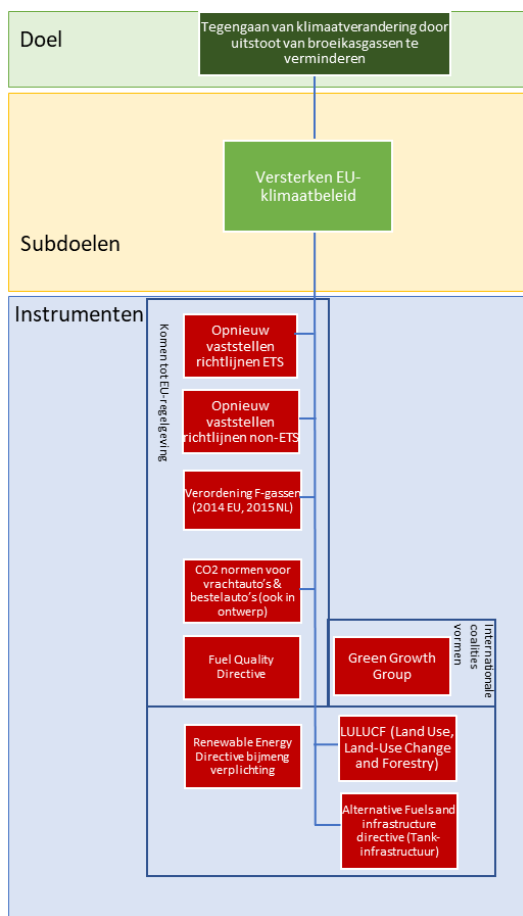 Doel
Tegengaan van klimaatverandering door
uitstoot van broeikasgassen te
verminderen
Versterken EU-
klimaatbeleid
Subdoelen
Instrumenten
Komen tot EU-regelgeving
Opnieuw
vaststellen
richtlijnen ETS
Opnieuw
vaststellen
richtlijnen non-ETS
Verordening F-gassen
(2014 EU, 2015 NL)
CO2 normen voor
vrachtauto's &
bestelauto's (ook in
ontwerp)
Fuel Quality
Directive
Internationale
coalities
vormen
Green Growth
Group
Renewable Energy
Directive bijmeng
verplichting
LULUCF (Land Use,
Land-Use Change
and Forestry)
Alternative Fuels and
infrastructure
directive (Tank-
infrastructuur)